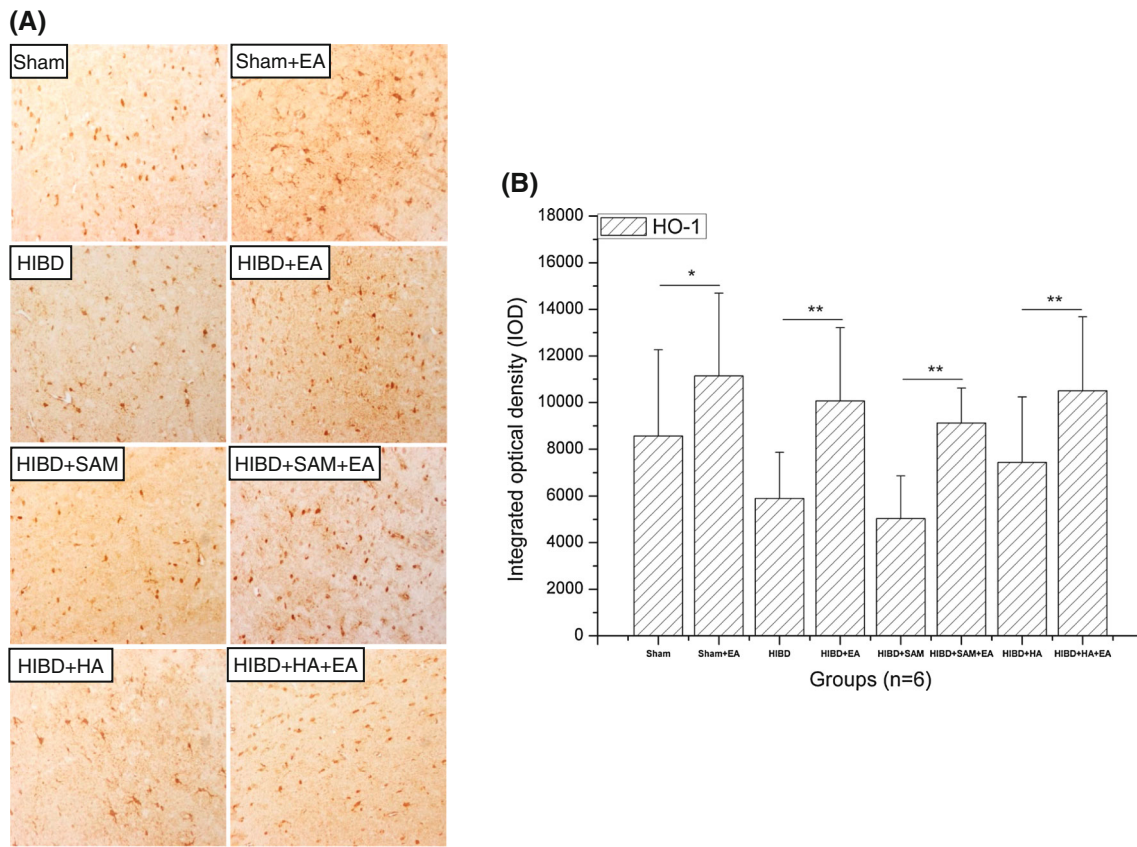 (A)
Sham
Sham+EA
HIBD
HIBD+EA
HIBD+SAM
HIBD+SAM+EA
HIBD+HA
HIBD+HA+EA
(B)
HO-1
18000
16000
14000
12000
10000
8000
6000
4000
2000
0
Integrated optical density (IOD)
*
**
**
**
Sham Sham+EA HIBD HIBD+EA HIBD+SAM HIBD+SAM+EA HIBD+HA HIBD+HA+EA
Groups (n=6)